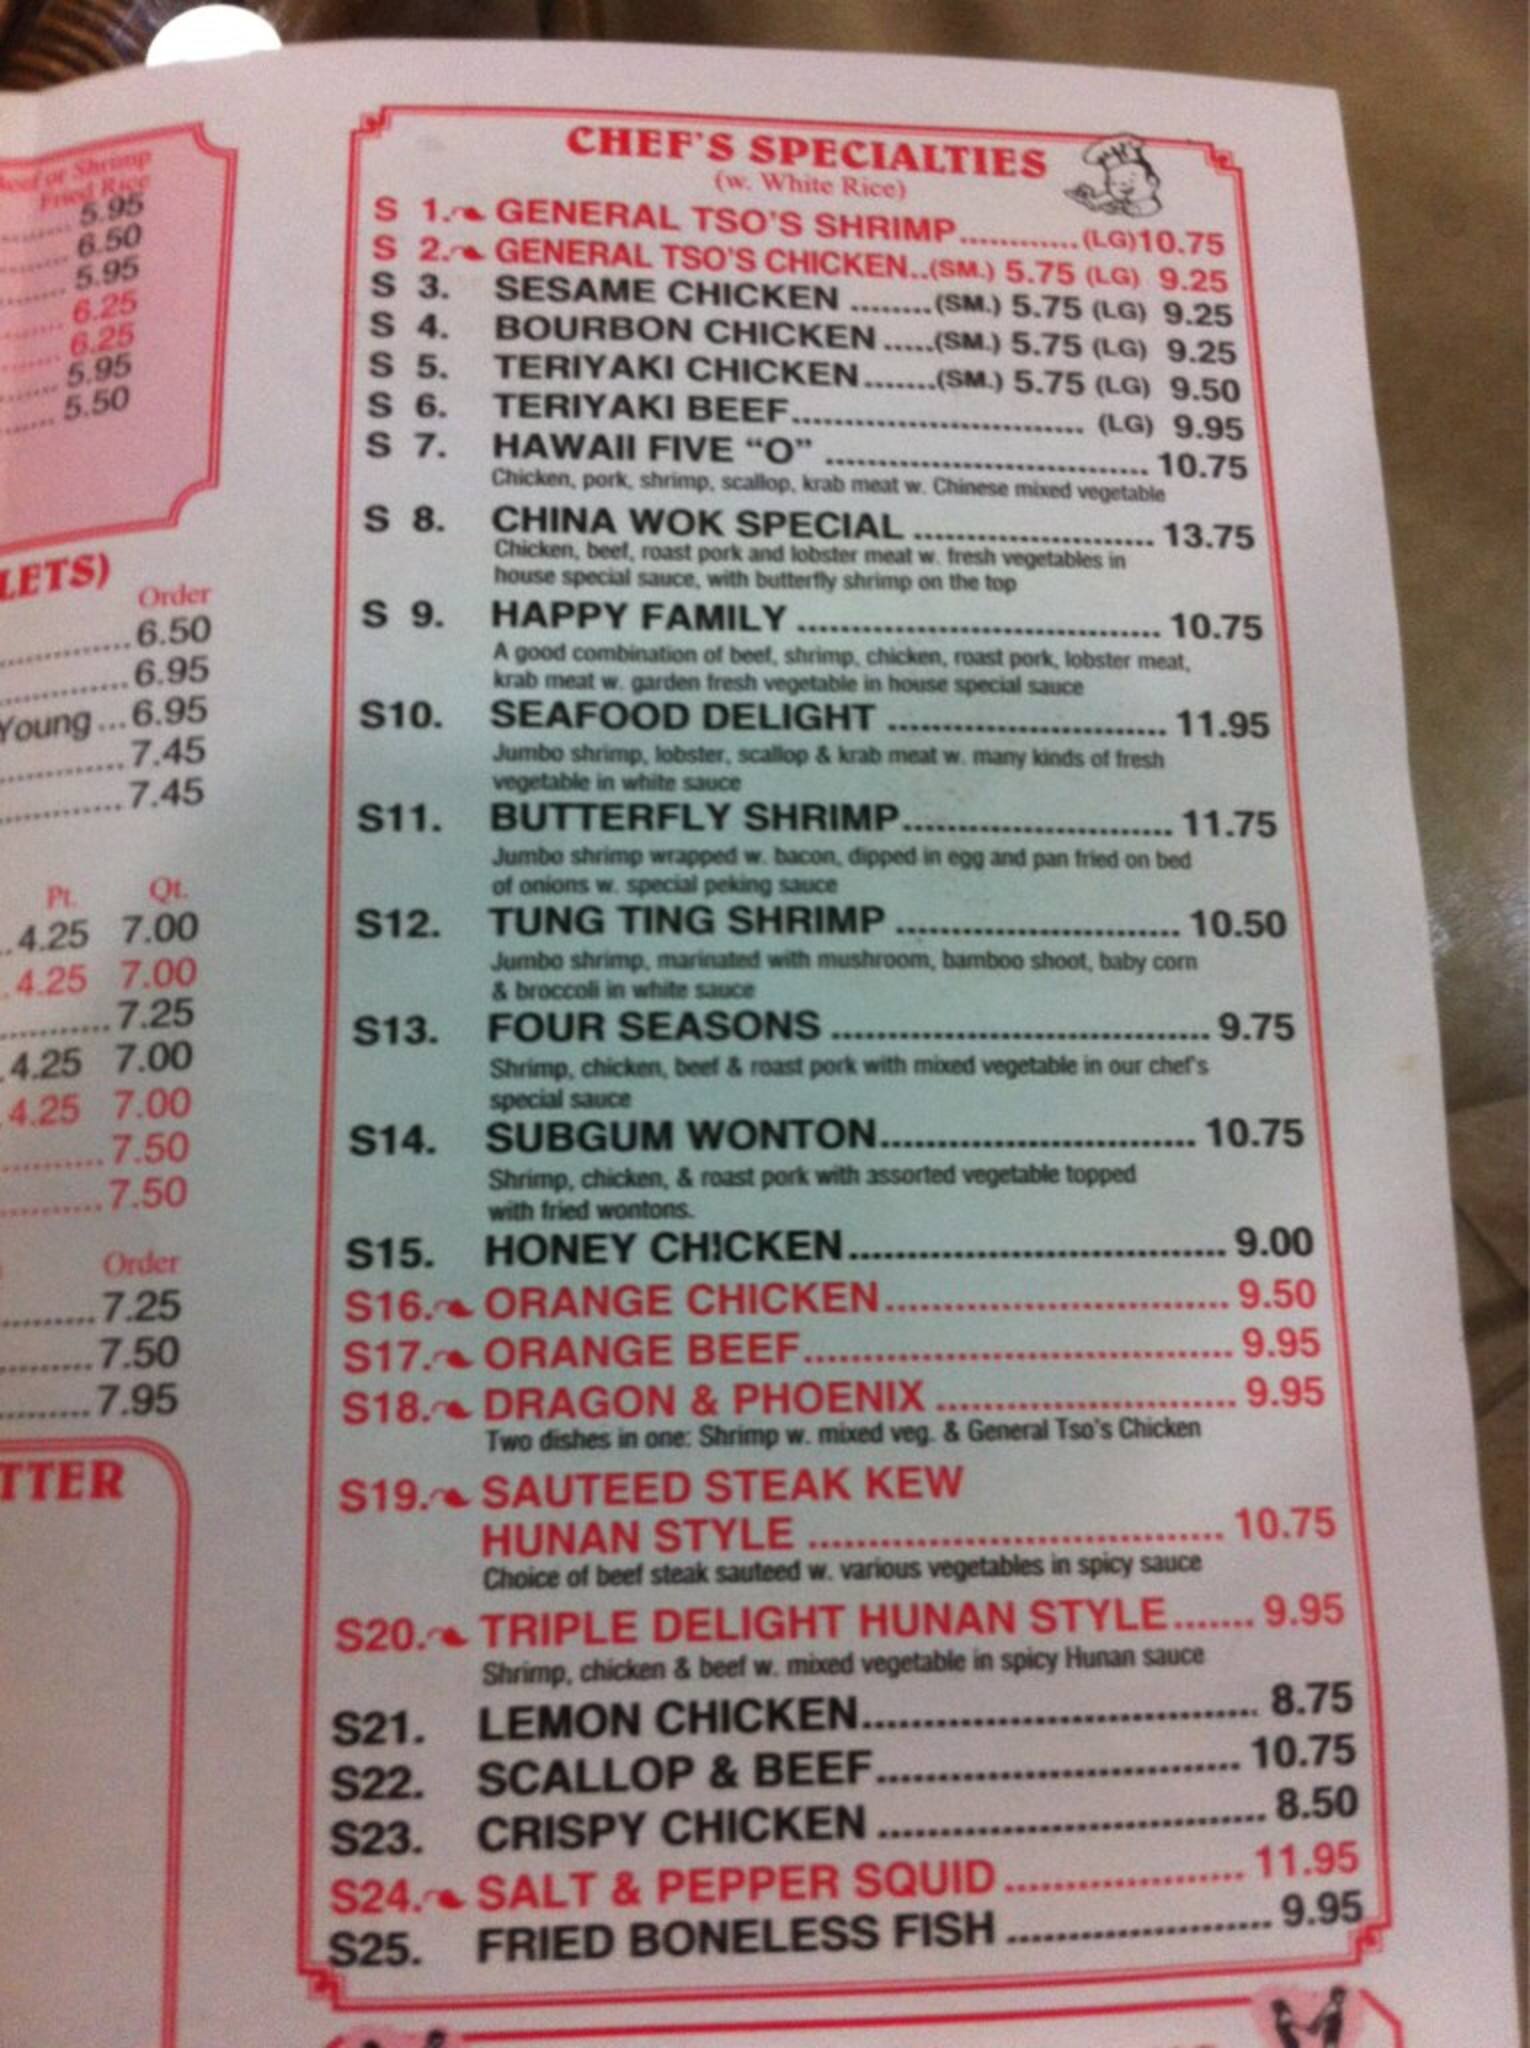 Beef or Shrimp
Fried Rice
5.95
6.50
5.95
6.25
6.25
5.95
5.50
LETS)
Order
6.50
6.95
Young ... 6.95
7.45
7.45
Pt. Qt.
4.25 7.00
4.25 7.00
7.25
4.25 7.00
4.25 7.00
7.50
7.50
Order
7.25
7.50
7.95
TTER
CHEF'S SPECIALTIES
(w. White Rice)
S 1. GENERAL TSO'S SHRIMP............(LG)10.75
S 2. GENERAL TSO'S CHICKEN..(SM.) 5.75 (LG) 9.25
S 3. SESAME CHICKEN ........(SM.) 5.75 (LG) 9.25
S 4. BOURBON CHICKEN .....(SM.) 5.75 (LG) 9.25
S 5. TERIYAKI CHICKEN.......(SM.) 5.75 (LG) 9.50
S 6. TERIYAKI BEEF............................ (LG) 9.95
S 7. HAWAII FIVE “O” ............................... 10.75
Chicken, pork, shrimp, scallop, krab meat w. Chinese mixed vegetable
S 8. CHINA WOK SPECIAL ....................... 13.75
Chicken, beef, roast pork and lobster meat w. fresh vegetables in
house special sauce, with butterfly shrimp on the top
S 9. HAPPY FAMILY ................................... 10.75
A good combination of beef, shrimp, chicken, roast pork, lobster meat,
krab meat w. garden fresh vegetable in house special sauce
S10. SEAFOOD DELIGHT ........................... 11.95
Jumbo shrimp, lobster, scallop & krab meat w. many kinds of fresh
vegetable in white sauce
S11. BUTTERFLY SHRIMP.......................... 11.75
Jumbo shrimp wrapped w. bacon, dipped in egg and pan fried on bed
of onions w. special peking sauce
S12. TUNG TING SHRIMP ........................... 10.50
Jumbo shrimp, marinated with mushroom, bamboo shoot, baby corn
& broccoli in white sauce
S13. FOUR SEASONS .................................... 9.75
Shrimp, chicken, beef & roast pork with mixed vegetable in our chef's
special sauce
S14. SUBGUM WONTON.............................. 10.75
Shrimp, chicken, & roast pork with assorted vegetable topped
with fried wontons.
S15. HONEY CHICKEN.................................... 9.00
S16. ORANGE CHICKEN................................. 9.50
S17. ORANGE BEEF......................................... 9.95
S18. DRAGON & PHOENIX ............................. 9.95
Two dishes in one: Shrimp w. mixed veg. & General Tso's Chicken
S19. SAUTEED STEAK KEW
HUNAN STYLE ........................................ 10.75
Choice of beef steak sauteed w. various vegetables in spicy sauce
S20. TRIPLE DELIGHT HUNAN STYLE....... 9.95
Shrimp, chicken & beef w. mixed vegetable in spicy Hunan sauce
S21. LEMON CHICKEN...................................... 8.75
S22. SCALLOP & BEEF................................... 10.75
S23. CRISPY CHICKEN ..................................... 8.50
S24. SALT & PEPPER SQUID ....................... 11.95
S25. FRIED BONELESS FISH ......................... 9.95